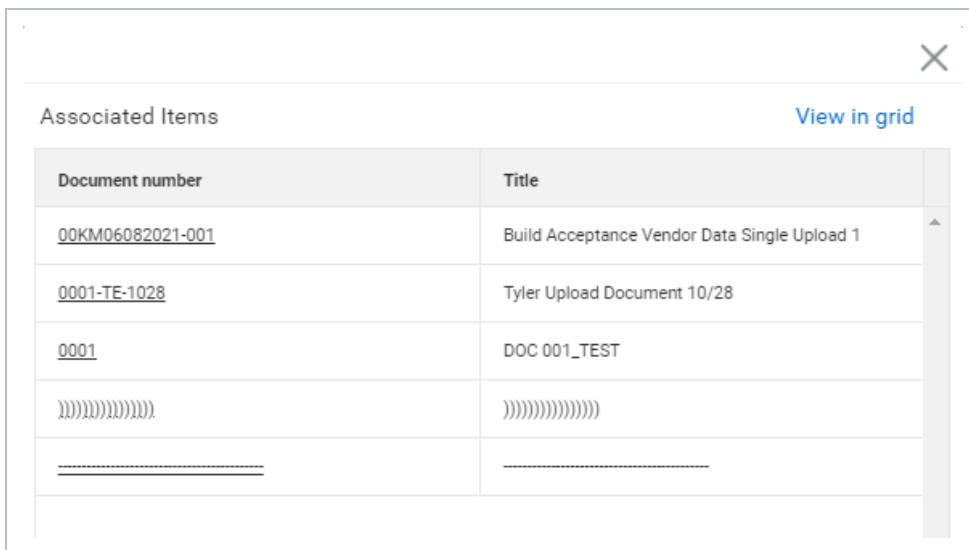 Associated Items View in grid
Document number Title
00KM06082021-001 Build Acceptance Vendor Data Single Upload 1
0001-TE-1028 Tyler Upload Document 10/28
0001 DOC 001_TEST
)))))))))))))))) ))))))))))))))))
----------------------------------------- -----------------------------------------